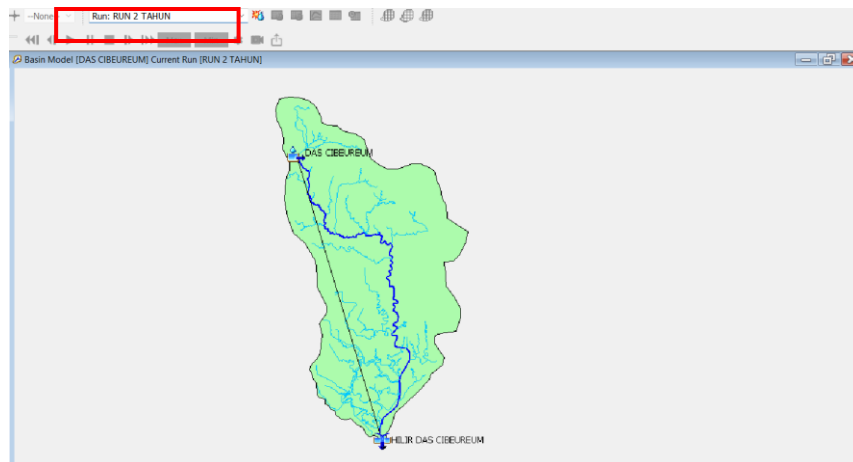 --None--
Run: RUN 2 TAHUN
Basin Model [DAS CIBEUREUM] Current Run [RUN 2 TAHUN]
DAS CIBEUREUM
HILIR DAS CIBEUREUM